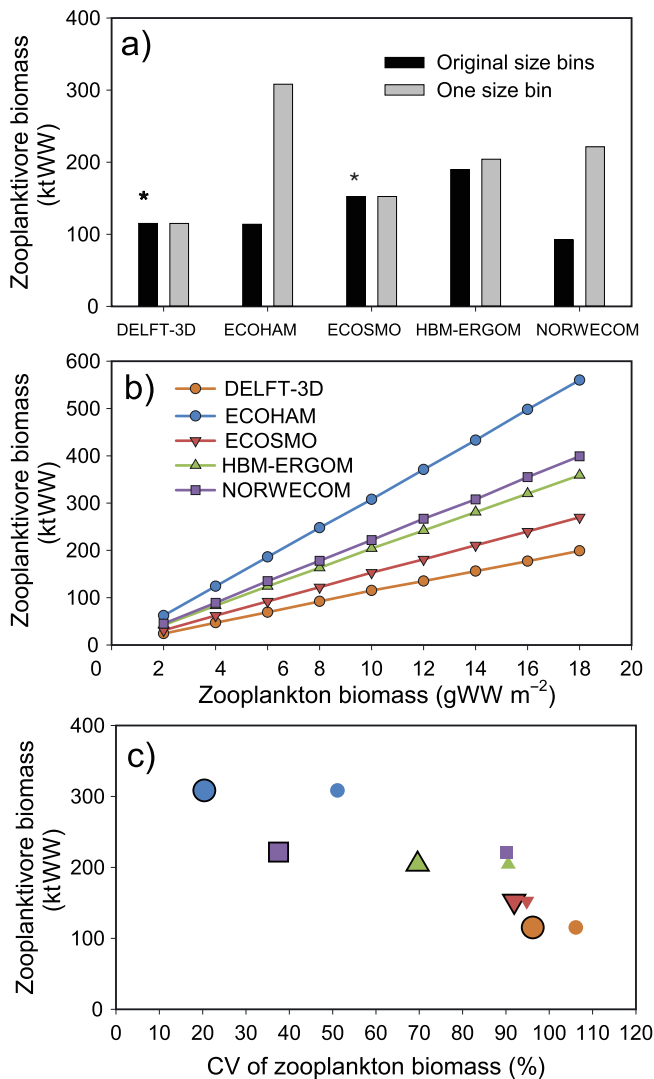 a)
400
300
200
100
0
Zooplanktivore biomass
(ktWW)
Original size bins
One size bin
*
*
DELFT-3D ECOHAM ECOSMO HBM-ERGOM NORWECOM
b)
600
500
400
300
200
100
0
Zooplanktivore biomass
(ktWW)
DELFT-3D
ECOHAM
ECOSMO
HBM-ERGOM
NORWECOM
0 2 4 6 8 10 12 14 16 18 20
Zooplankton biomass (gWW m⁻²)
c)
400
300
200
100
0
Zooplanktivore biomass
(ktWW)
0 10 20 30 40 50 60 70 80 90 100 110 120
CV of zooplankton biomass (%)